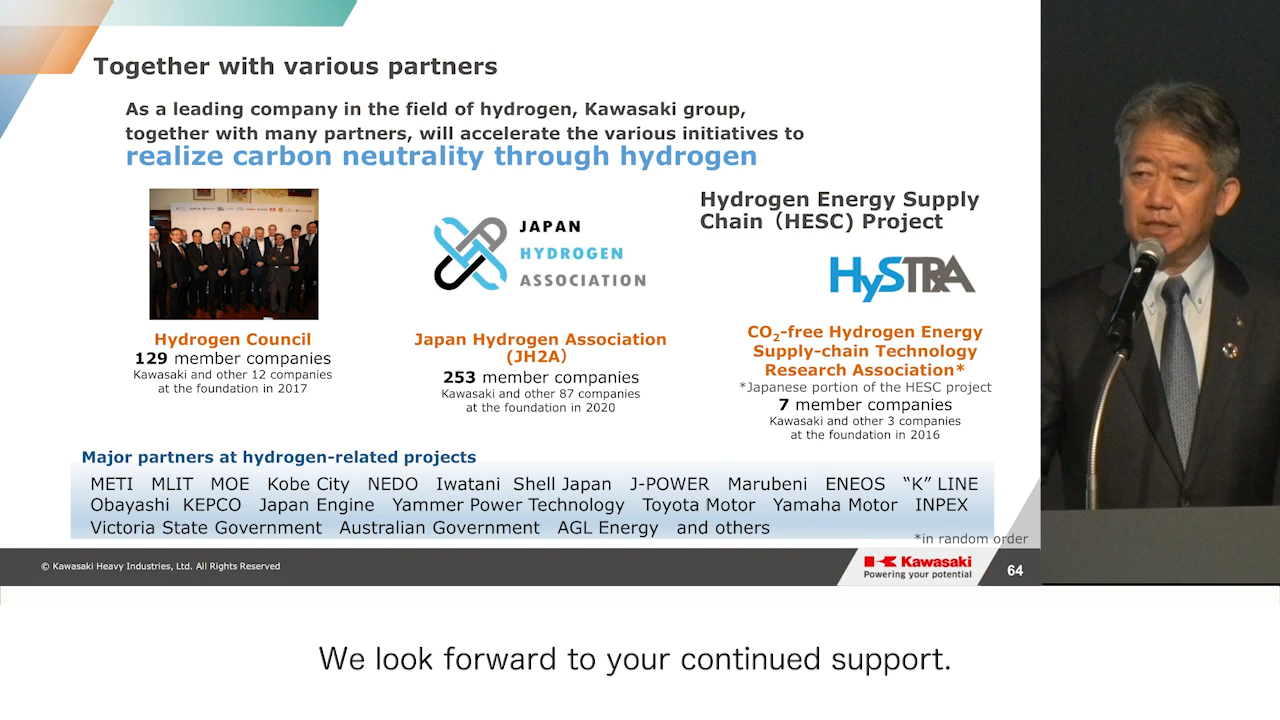 Together with various partners
As a leading company in the field of hydrogen, Kawasaki group,
together with many partners, will accelerate the various initiatives to
realize carbon neutrality through hydrogen
Hydrogen Council
129 member companies
Kawasaki and other 12 companies
at the foundation in 2017
JAPAN
HYDROGEN
ASSOCIATION
Japan Hydrogen Association
(JH2A)
253 member companies
Kawasaki and other 87 companies
at the foundation in 2020
Hydrogen Energy Supply
Chain (HESC) Project
HySTRA
CO₂-free Hydrogen Energy
Supply-chain Technology
Research Association*
*Japanese portion of the HESC project
7 member companies
Kawasaki and other 3 companies
at the foundation in 2016
Major partners at hydrogen-related projects
METI MLIT MOE Kobe City NEDO Iwatani Shell Japan J-POWER Marubeni ENEOS “K” LINE
Obayashi KEPCO Japan Engine Yammer Power Technology Toyota Motor Yamaha Motor INPEX
Victoria State Government Australian Government AGL Energy and others
*in random order
© Kawasaki Heavy Industries, Ltd. All Rights Reserved
Kawasaki
Powering your potential
64
We look forward to your continued support.